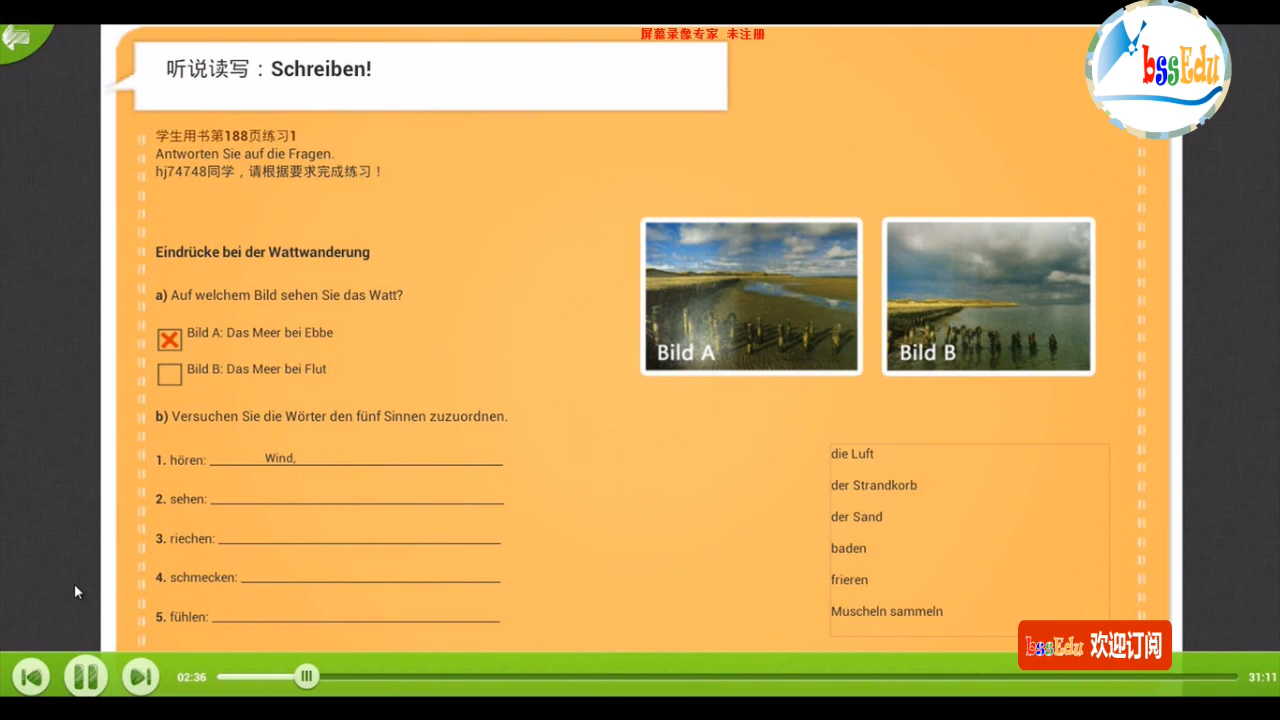 屏幕录像专家 未注册
bssEdu
听说读写：Schreiben!
学生用书第188页练习1
Antworten Sie auf die Fragen.
hj74748同学，请根据要求完成练习！
Eindrücke bei der Wattwanderung
a) Auf welchem Bild sehen Sie das Watt?
Bild A: Das Meer bei Ebbe
Bild B: Das Meer bei Flut
Bild A
Bild B
b) Versuchen Sie die Wörter den fünf Sinnen zuzuordnen.
1. hören: Wind,
2. sehen:
3. riechen:
4. schmecken:
5. fühlen:
die Luft
der Strandkorb
der Sand
baden
frieren
Muscheln sammeln
bssEdu 欢迎订阅
02:36
31:11